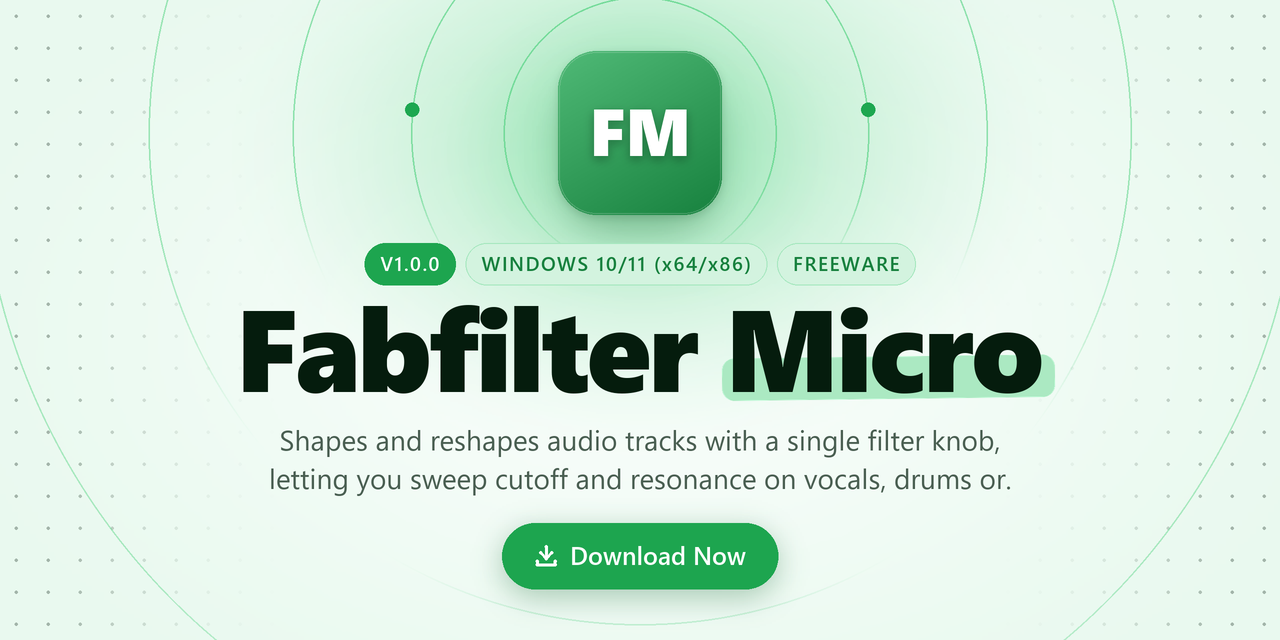 FM
V1.0.0 WINDOWS 10/11 (x64/x86) FREEWARE
Fabfilter Micro
Shapes and reshapes audio tracks with a single filter knob,
letting you sweep cutoff and resonance on vocals, drums or.
Download Now